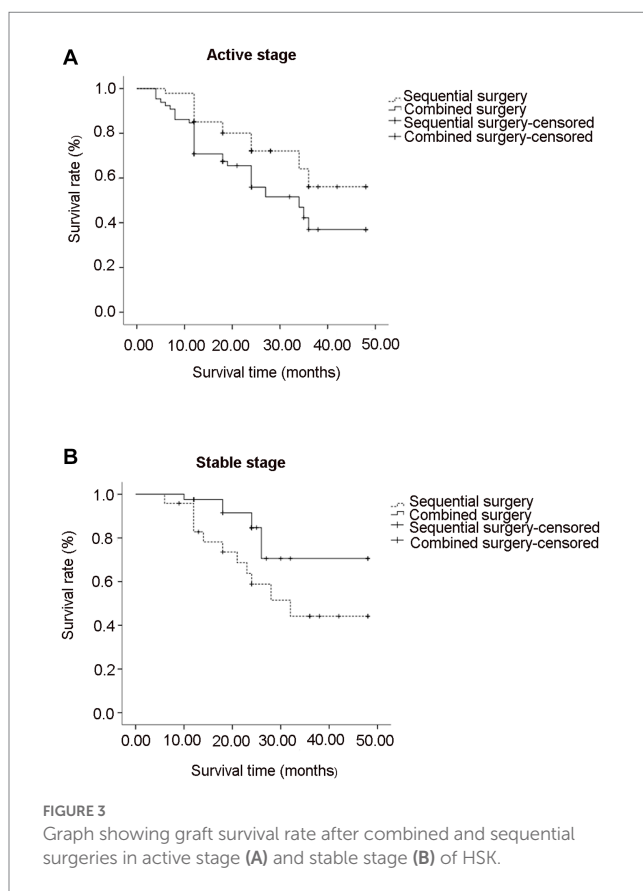 A
Active stage
Survival rate (%)
1.0
0.8
0.6
0.4
0.2
0.0
0.00 10.00 20.00 30.00 40.00 50.00
Survival time (months)
Sequential surgery
Combined surgery
Sequential surgery-censored
Combined surgery-censored
B
Stable stage
Survival rate (%)
1.0
0.8
0.6
0.4
0.2
0.0
0.00 10.00 20.00 30.00 40.00 50.00
Survival time (months)
Sequential surgery
Combined surgery
Sequential surgery-censored
Combined surgery-censored
FIGURE 3
Graph showing graft survival rate after combined and sequential
surgeries in active stage (A) and stable stage (B) of HSK.